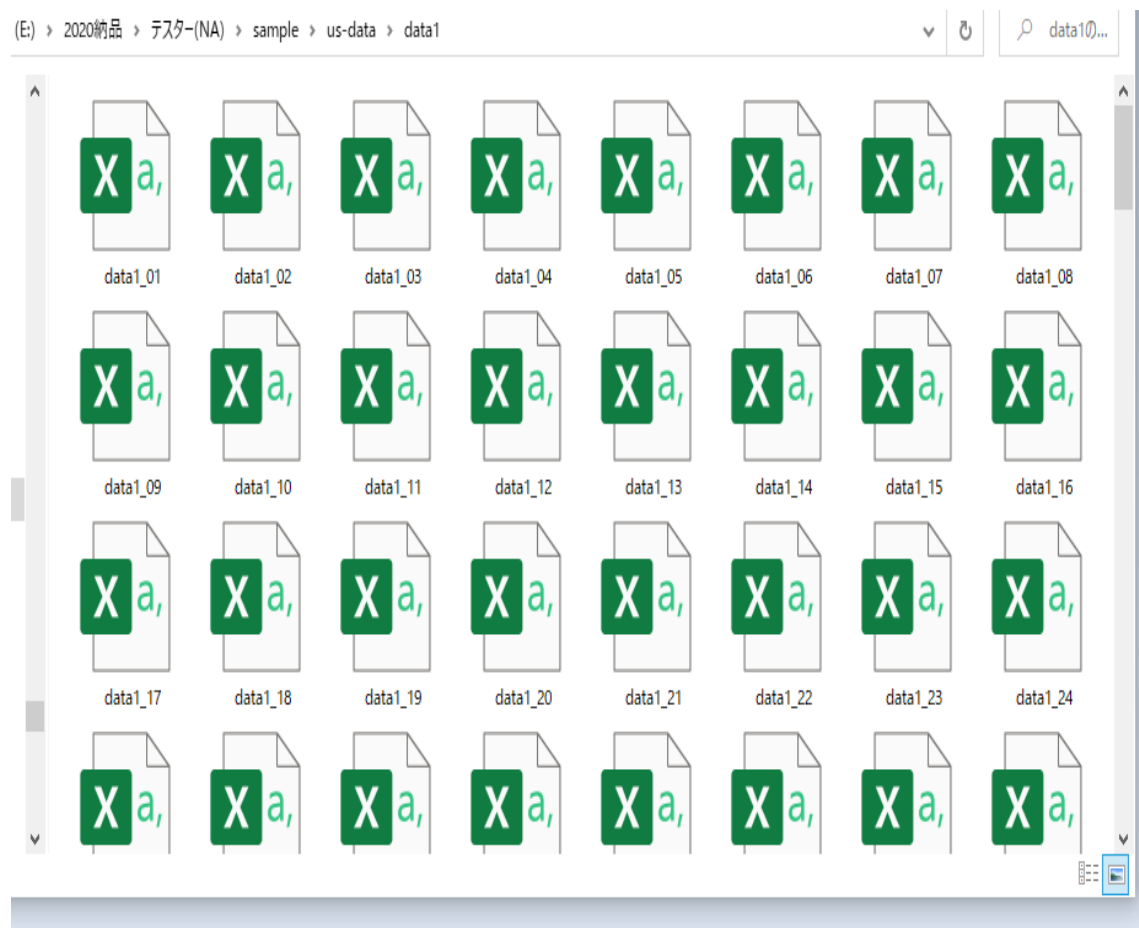 (E:) > 2020納品 > テスター(NA) > sample > us-data > data1
data1の...
X a, X a, X a, X a, X a, X a, X a, X a,
data1_01 data1_02 data1_03 data1_04 data1_05 data1_06 data1_07 data1_08
X a, X a, X a, X a, X a, X a, X a, X a,
data1_09 data1_10 data1_11 data1_12 data1_13 data1_14 data1_15 data1_16
X a, X a, X a, X a, X a, X a, X a, X a,
data1_17 data1_18 data1_19 data1_20 data1_21 data1_22 data1_23 data1_24
X a, X a, X a, X a, X a, X a, X a, X a,